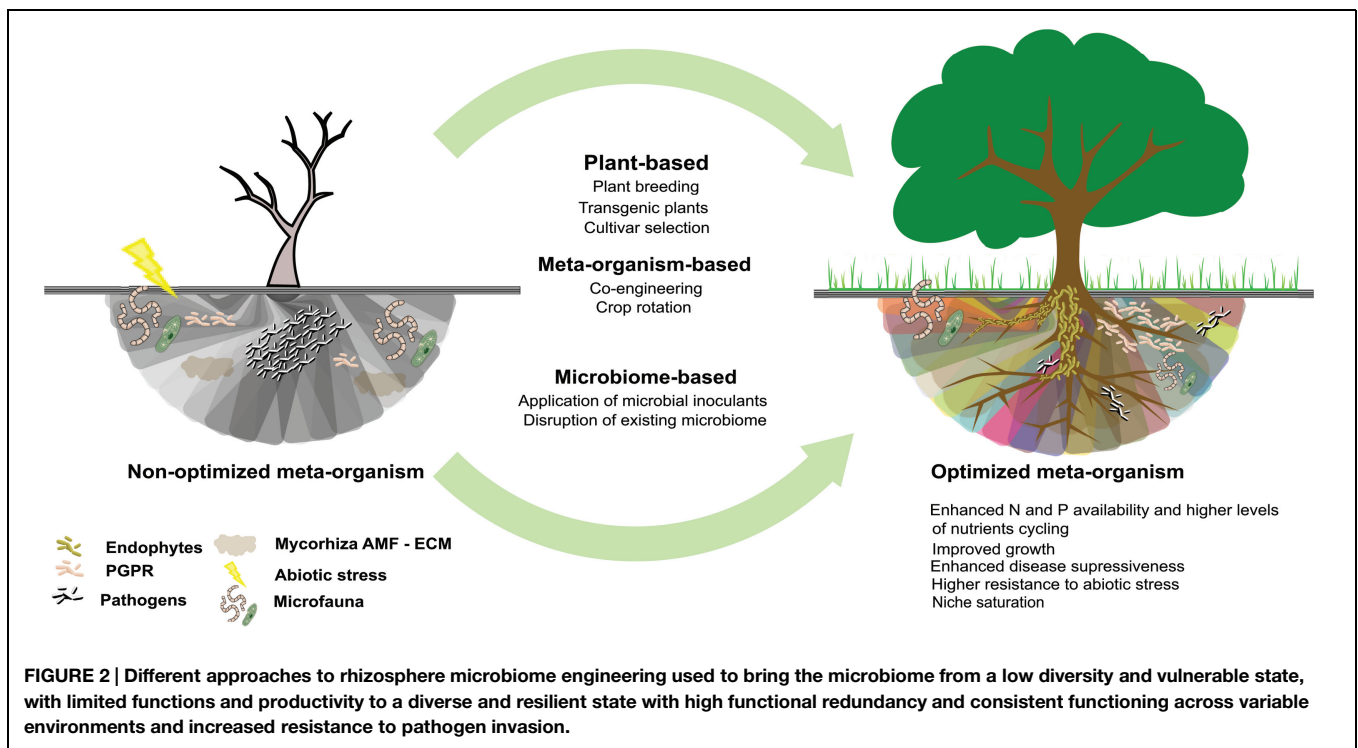 Plant-based
Plant breeding
Transgenic plants
Cultivar selection
Meta-organism-based
Co-engineering
Crop rotation
Microbiome-based
Application of microbial inoculants
Disruption of existing microbiome
Non-optimized meta-organism
Endophytes
PGPR
Pathogens
Mycorhiza AMF - ECM
Abiotic stress
Microfauna
Optimized meta-organism
Enhanced N and P availability and higher levels
of nutrients cycling
Improved growth
Enhanced disease supressiveness
Higher resistance to abiotic stress
Niche saturation
FIGURE 2 | Different approaches to rhizosphere microbiome engineering used to bring the microbiome from a low diversity and vulnerable state,
with limited functions and productivity to a diverse and resilient state with high functional redundancy and consistent functioning across variable
environments and increased resistance to pathogen invasion.